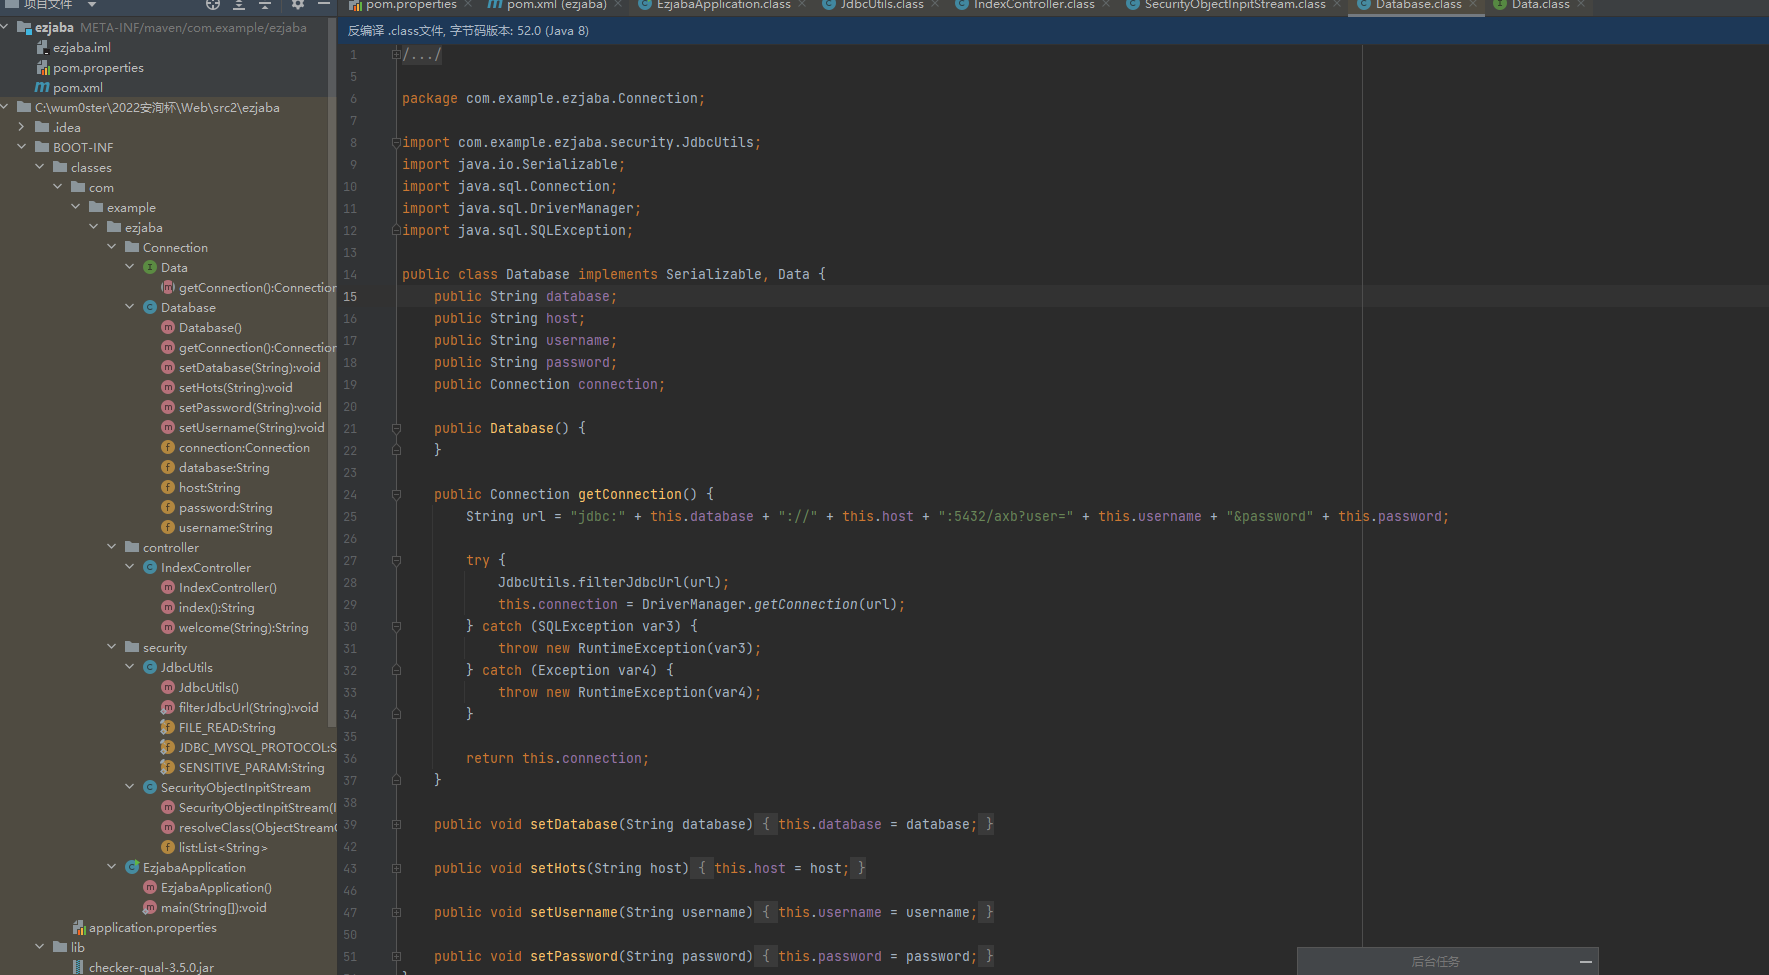 项目文件
pom.properties
pom.xml (ezjaba)
EzjabaApplication.class
JdbcUtils.class
IndexController.class
SecurityObjectInpitStream.class
Database.class
Data.class
ezjaba META-INF/maven/com.example/ezjaba
ezjaba.iml
pom.properties
pom.xml
C:\wum0ster\2022安洵杯\Web\src2\ezjaba
.idea
BOOT-INF
classes
com
example
ezjaba
Connection
Data
getConnection():Connection
Database
Database()
getConnection():Connection
setDatabase(String):void
setHots(String):void
setPassword(String):void
setUsername(String):void
connection:Connection
database:String
host:String
password:String
username:String
controller
IndexController
IndexController()
index():String
welcome(String):String
security
JdbcUtils
JdbcUtils()
filterJdbcUrl(String):void
FILE_READ:String
JDBC_MYSQL_PROTOCOL:S
SENSITIVE_PARAM:String
SecurityObjectInpitStream
SecurityObjectInpitStream(I
resolveClass(ObjectStreamC
list:List<String>
EzjabaApplication
EzjabaApplication()
main(String[]):void
application.properties
lib
checker-qual-3.5.0.jar
反编译 .class文件, 字节码版本: 52.0 (Java 8)
1 /.../
5
6 package com.example.ezjaba.Connection;
7
8 import com.example.ezjaba.security.JdbcUtils;
9 import java.io.Serializable;
10 import java.sql.Connection;
11 import java.sql.DriverManager;
12 import java.sql.SQLException;
13
14 public class Database implements Serializable, Data {
15 public String database;
16 public String host;
17 public String username;
18 public String password;
19 public Connection connection;
20
21 public Database() {
22 }
23
24 public Connection getConnection() {
25 String url = "jdbc:" + this.database + "://" + this.host + ":5432/axb?user=" + this.username + "&password" + this.password;
26
27 try {
28 JdbcUtils.filterJdbcUrl(url);
29 this.connection = DriverManager.getConnection(url);
30 } catch (SQLException var3) {
31 throw new RuntimeException(var3);
32 } catch (Exception var4) {
33 throw new RuntimeException(var4);
34 }
35
36 return this.connection;
37 }
38
39 public void setDatabase(String database) { this.database = database; }
42
43 public void setHots(String host) { this.host = host; }
46
47 public void setUsername(String username) { this.username = username; }
50
51 public void setPassword(String password) { this.password = password; }
后台任务